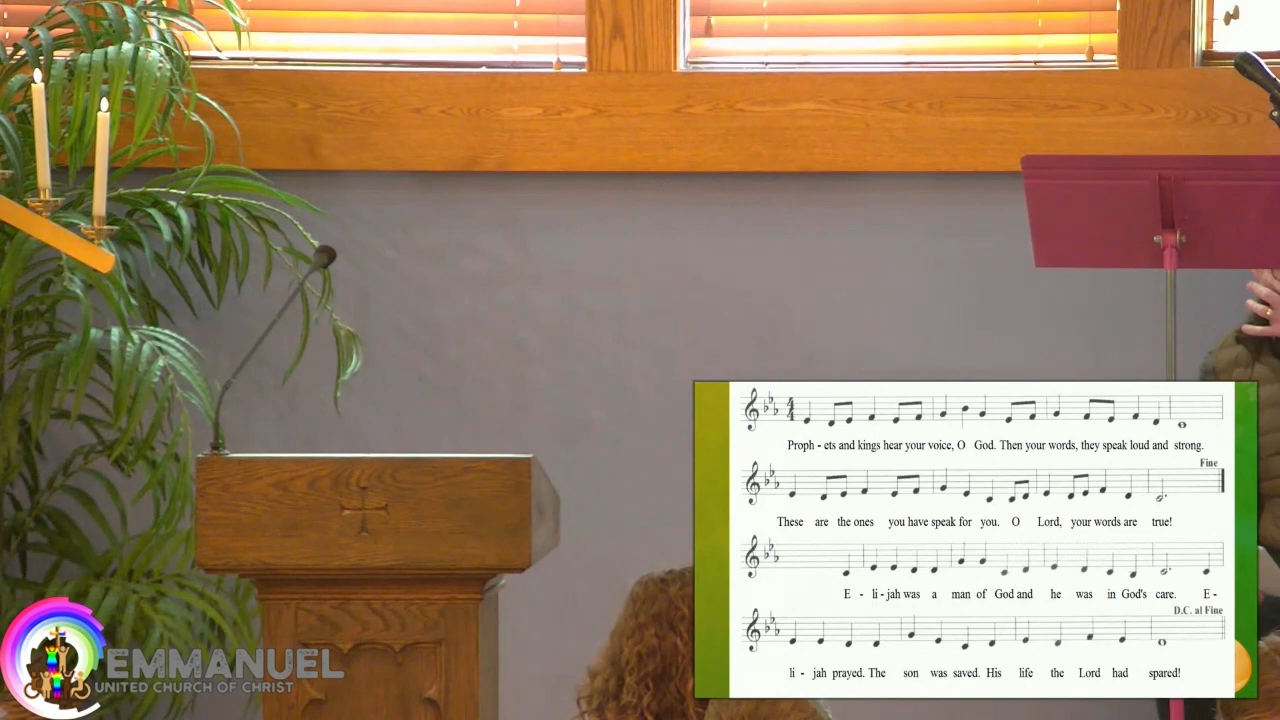 Proph - ets and kings hear your voice, O God. Then your words, they speak loud and strong.
Fine
These are the ones you have speak for you. O Lord, your words are true!
E - li - jah was a man of God and he was in God's care. E -
D.C. al Fine
li - jah prayed. The son was saved. His life the Lord had spared!
EMMANUEL
UNITED CHURCH OF CHRIST